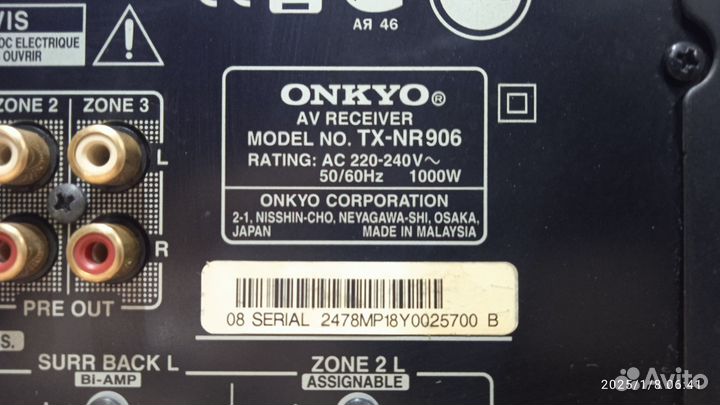 VIS
OC ELECTRIQUE
OUVRIR
АЯ 46
ZONE 2
ZONE 3
L
R
PRE OUT
ONKYO®
AV RECEIVER
MODEL NO. TX-NR906
RATING: AC 220-240V~
50/60Hz 1000W
ONKYO CORPORATION
2-1, NISSHIN-CHO, NEYAGAWA-SHI, OSAKA,
JAPAN MADE IN MALAYSIA
08 SERIAL 2478MP18Y0025700 B
S.
SURR BACK L
Bi-AMP
ZONE 2 L
ASSIGNABLE
Avito
2025/1/8 06:41